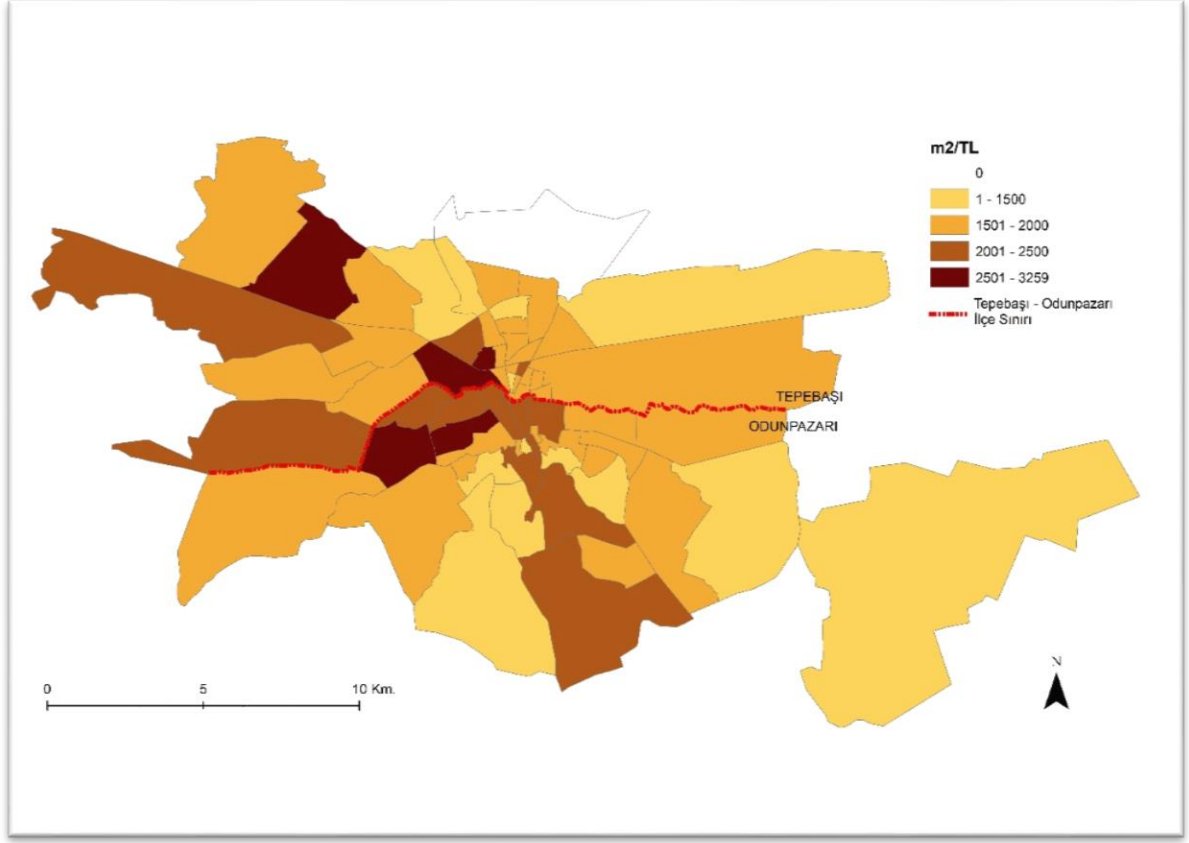 m2/TL
0
1 - 1500
1501 - 2000
2001 - 2500
2501 - 3259
Tepebaşı - Odunpazarı
İlçe Sınırı
TEPEBAŞI
ODUNPAZARI
N
0 5 10 Km.